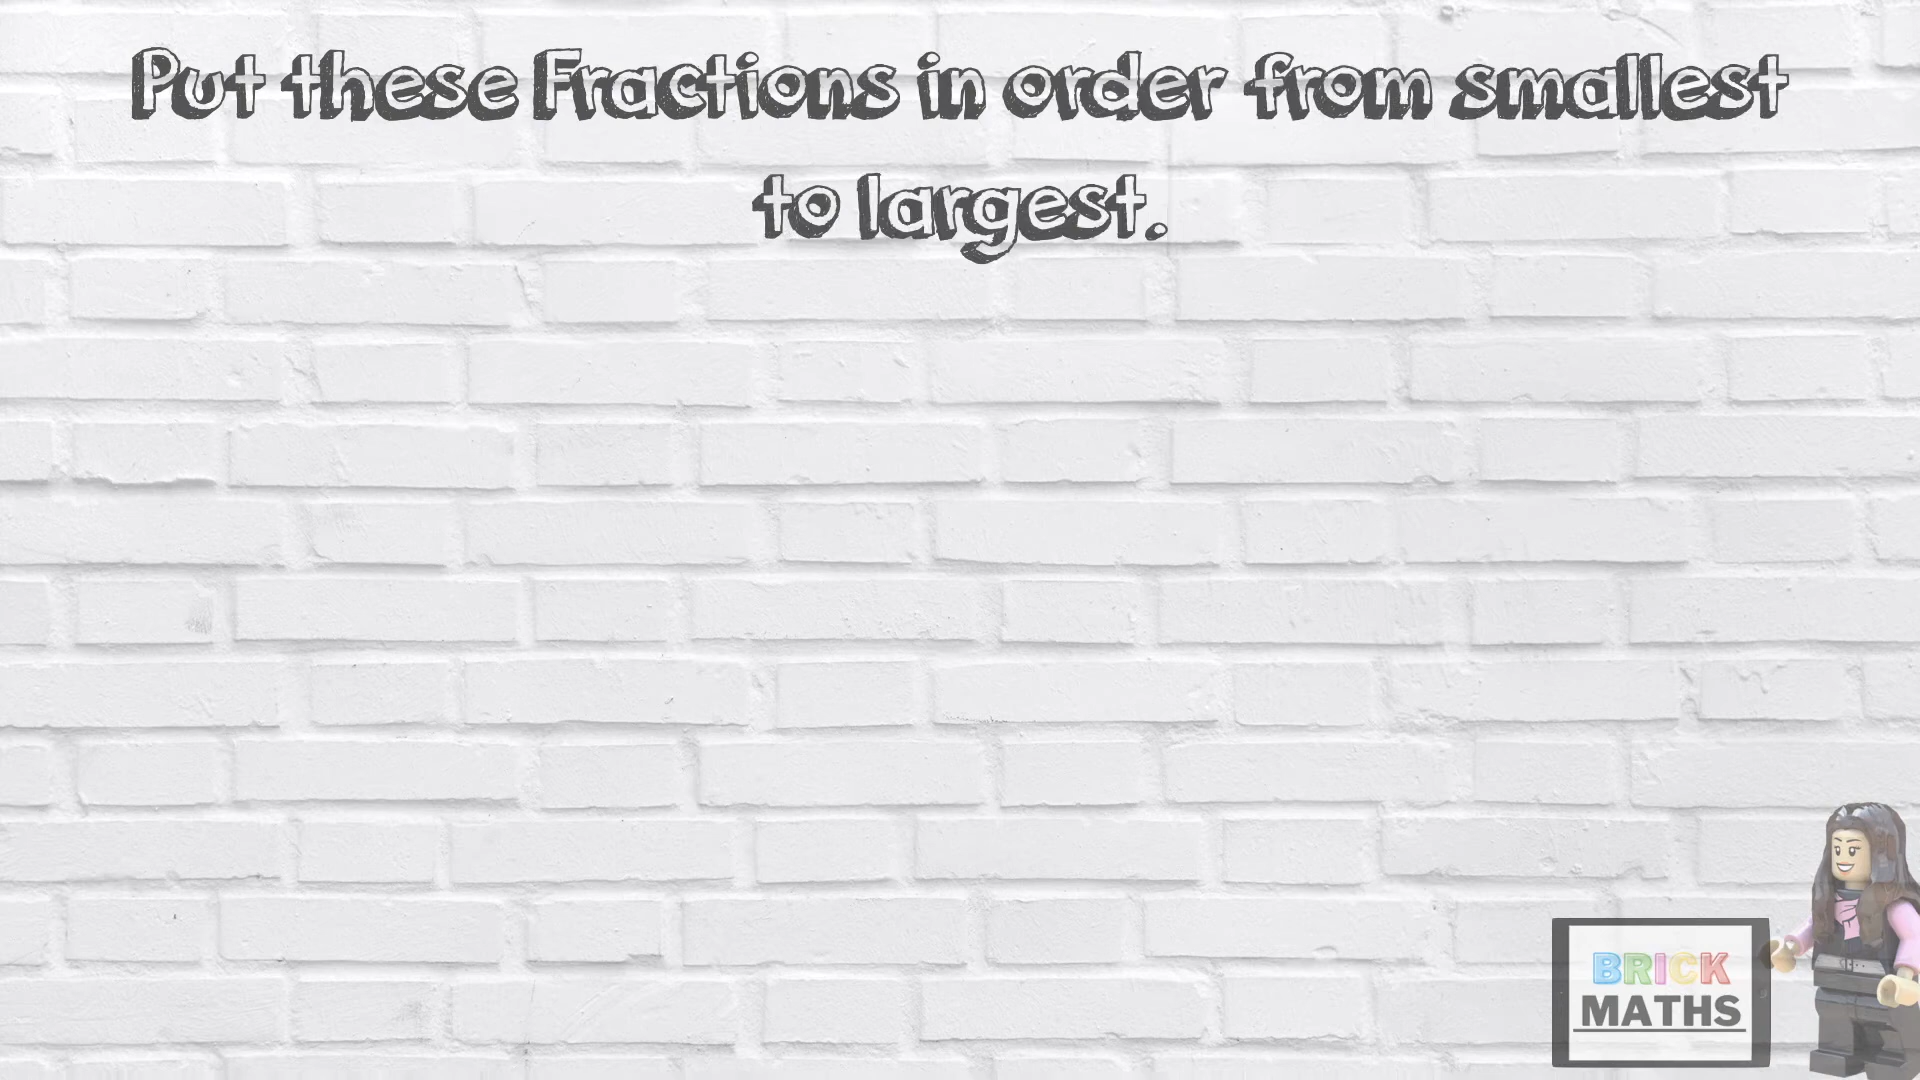 Put these Fractions in order from smallest
to largest.
BRICK
MATHS